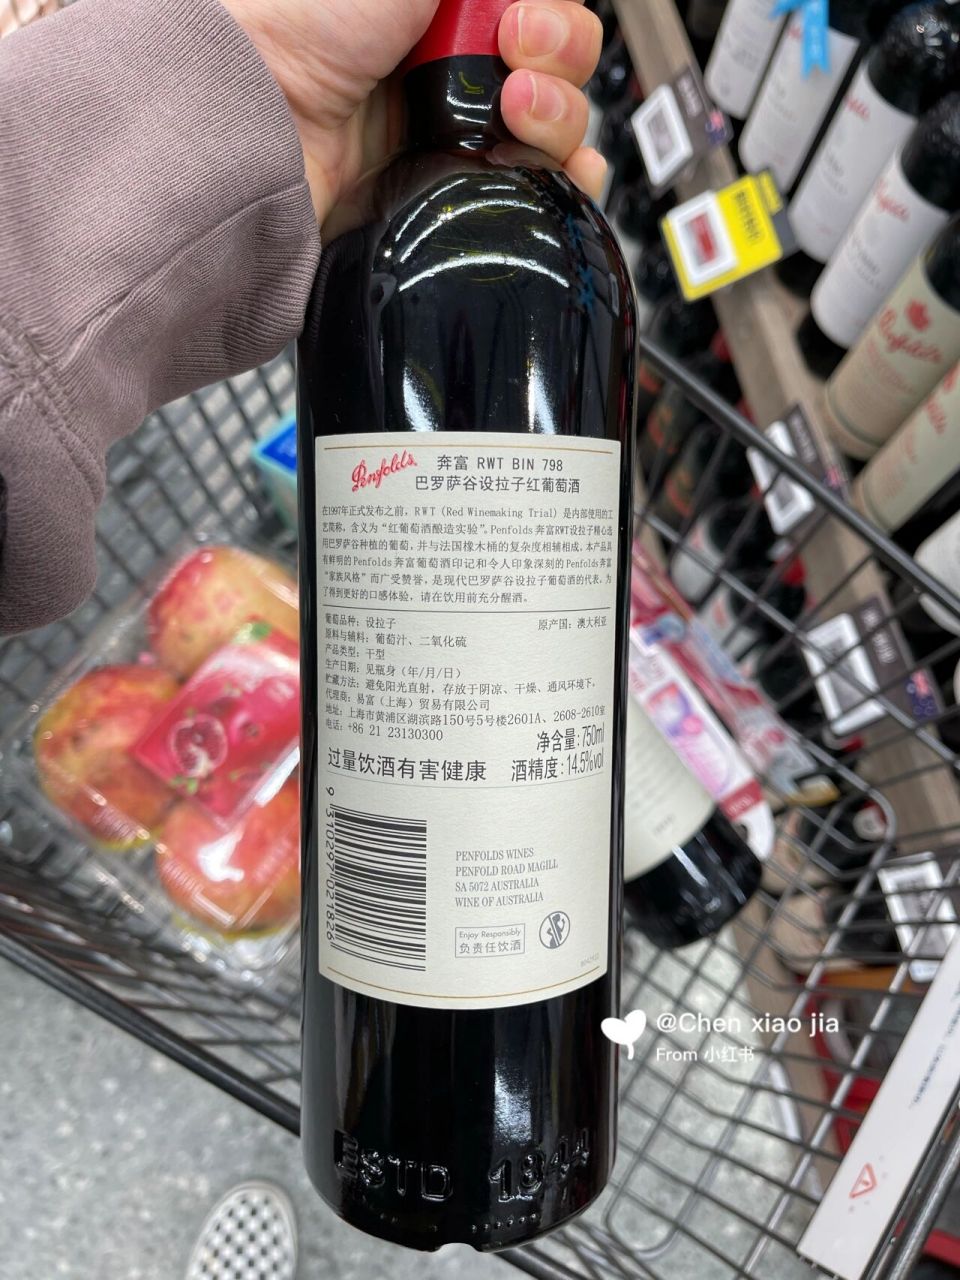 Penfolds
奔富 RWT BIN 798
巴罗萨谷设拉子红葡萄酒
在1997年正式发布之前, RWT (Red Winemaking Trial) 是内部使用的工
艺简称, 含义为“红葡萄酒酿造实验”。Penfolds 奔富RWT设拉子精心选
用巴罗萨谷种植的葡萄, 并与法国橡木桶的复杂度相辅相成。本产品具
有鲜明的Penfolds 奔富葡萄酒印记和令人印象深刻的Penfolds 奔富
“家族风格”而广受赞誉, 是现代巴罗萨谷设拉子葡萄酒的代表。为
了得到更好的口感体验, 请在饮用前充分醒酒。
葡萄品种: 设拉子 原产国: 澳大利亚
原料与辅料: 葡萄汁、二氧化硫
产品类型: 干型
生产日期: 见瓶身 (年/月/日)
贮藏方法: 避免阳光直射, 存放于阴凉、干燥、通风环境下。
代理商: 易富 (上海) 贸易有限公司
地址: 上海市黄浦区湖滨路150号5号楼2601A、2608-2610室
电话: +86 21 23130300
净含量: 750ml
过量饮酒有害健康 酒精度: 14.5%vol
9 310297 021826
PENFOLDS WINES
PENFOLD ROAD MAGILL
SA 5072 AUSTRALIA
WINE OF AUSTRALIA
Enjoy Responsibly
负责任饮酒
ESTD 1844
Penfolds
@Chen xiao jia
From 小红书